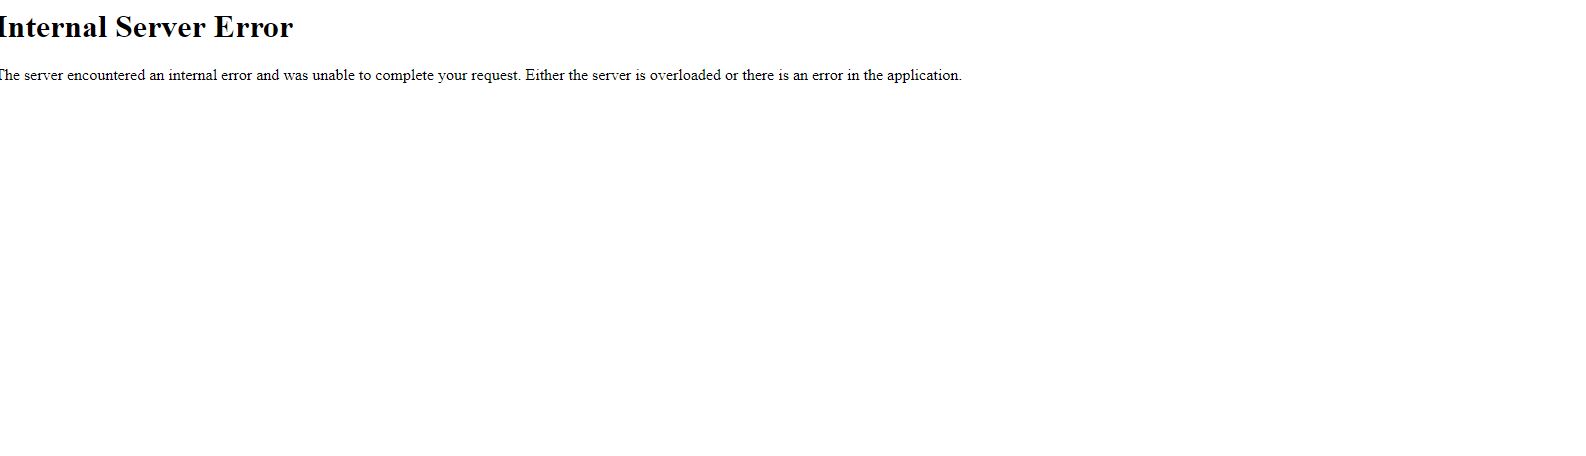 Internal Server Error
The server encountered an internal error and was unable to complete your request. Either the server is overloaded or there is an error in the application.